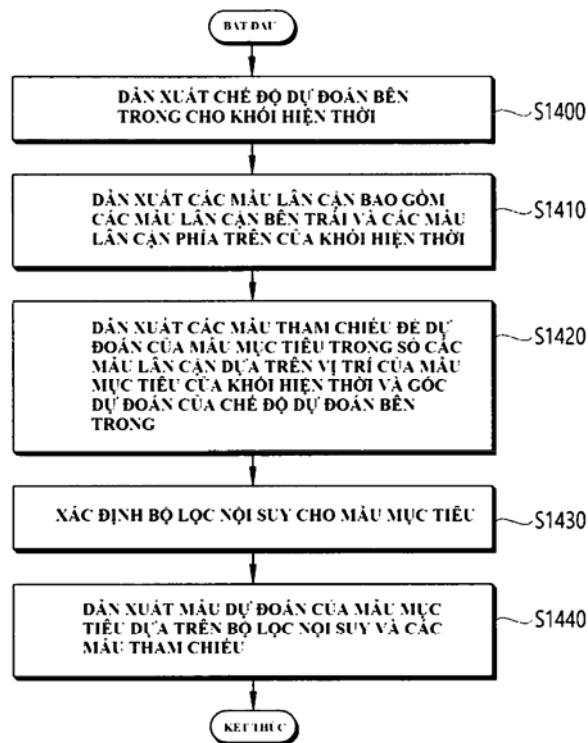 BẮT ĐẦU
DẪN XUẤT CHẾ ĐỘ DỰ ĐOÁN BÊN
TRONG CHO KHỐI HIỆN THỜI
S1400
DẪN XUẤT CÁC MẪU LÂN CẬN BAO GỒM
CÁC MẪU LÂN CẬN BÊN TRÁI VÀ CÁC MẪU
LÂN CẬN PHÍA TRÊN CỦA KHỐI HIỆN THỜI
S1410
DẪN XUẤT CÁC MẪU THAM CHIẾU ĐỂ DỰ
ĐOÁN CỦA MẪU MỤC TIÊU TRONG SỐ CÁC
MẪU LÂN CẬN DỰA TRÊN VỊ TRÍ CỦA MẪU
MỤC TIÊU CỦA KHỐI HIỆN THỜI VÀ GÓC
DỰ ĐOÁN CỦA CHẾ ĐỘ DỰ ĐOÁN BÊN
TRONG
S1420
XÁC ĐỊNH BỘ LỌC NỘI SUY CHO MẪU MỤC TIÊU
S1430
DẪN XUẤT MẪU DỰ ĐOÁN CỦA MẪU MỤC
TIÊU DỰA TRÊN BỘ LỌC NỘI SUY VÀ CÁC
MẪU THAM CHIẾU
S1440
KẾT THÚC